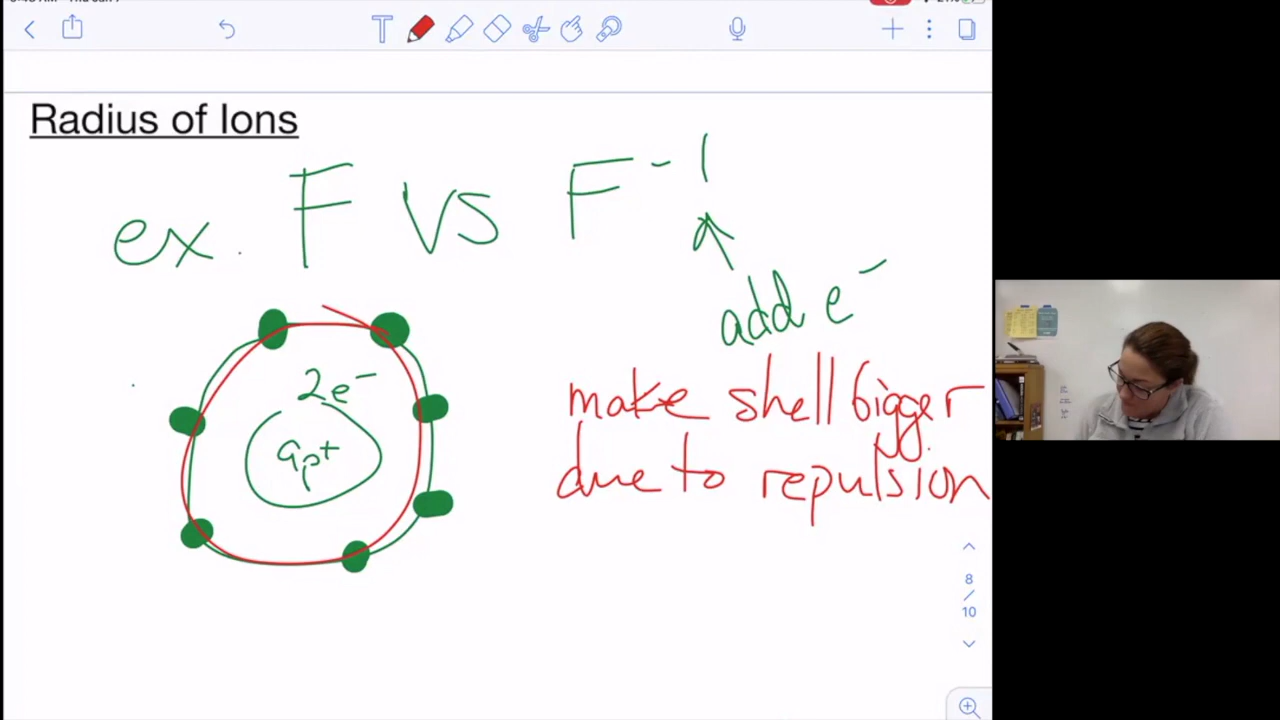 Radius of Ions
ex. F vs F⁻¹
add e⁻
2e⁻
9p⁺
make shell bigger
due to repulsion
8
/
10